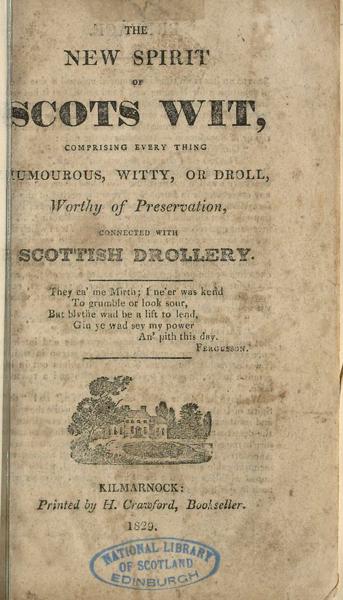 THE
NEW SPIRIT
OF
SCOTS WIT,
COMPRISING EVERY THING
HUMOUROUS, WITTY, OR DROLL,
Worthy of Preservation,
CONNECTED WITH
SCOTTISH DROLLERY.
They ca' me Mirth; I ne'er was kend
To grumble or look sour,
But blythe wad be a lift to lend,
Gin ye wad sey my power
An' pith this day.
FERGUSSON.
KILMARNOCK:
Printed by H. Crawford, Bookseller.
1829.
NATIONAL LIBRARY
OF SCOTLAND
EDINBURGH